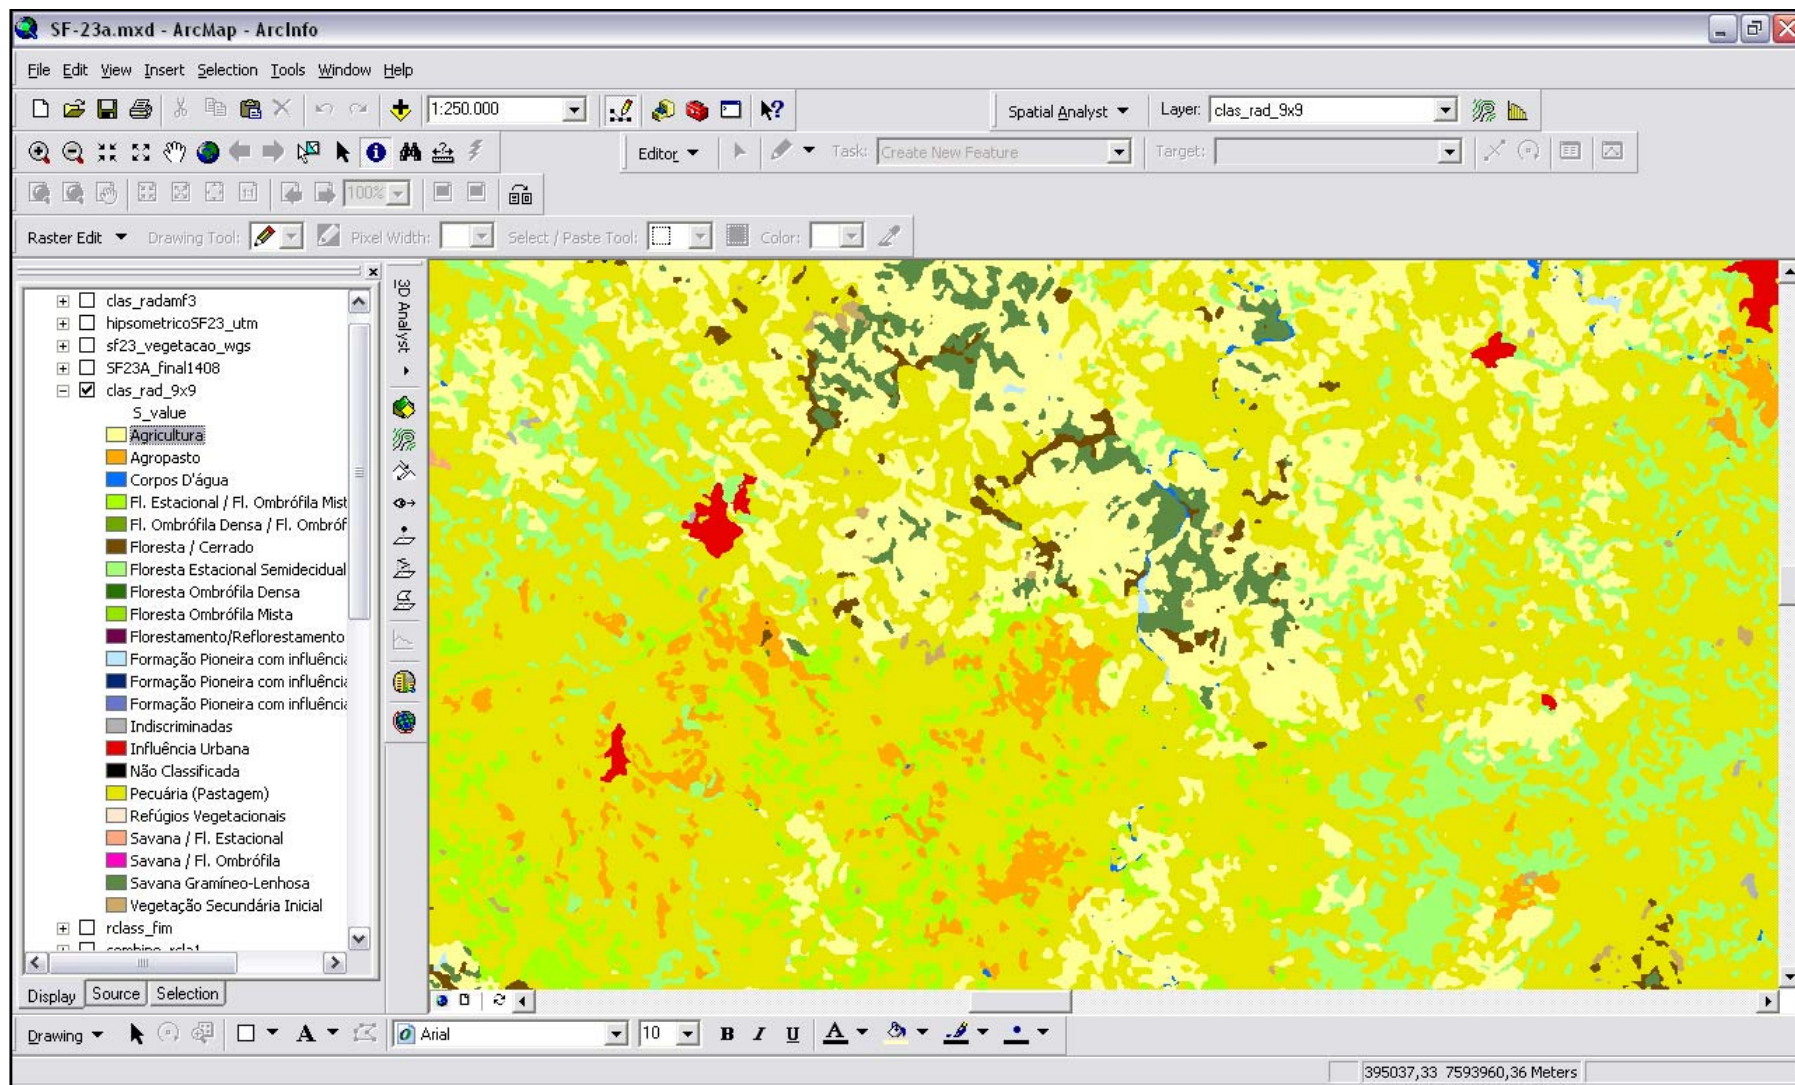 SF-23a.mxd - ArcMap - ArcInfo
File Edit View Insert Selection Tools Window Help
1:250.000
Spatial Analyst
Layer: clas_rad_9x9
Editor
Task: Create New Feature
Target:
1:1
100%
Raster Edit
Drawing Tool:
Pixel Width:
Select / Paste Tool:
Color:
clas_radamf3
hipsometricoSF23_utm
sf23_vegetacao_wgs
SF23A_final1408
clas_rad_9x9
S_value
Agricultura
Agropasto
Corpos D'água
Fl. Estacional / Fl. Ombrófila Mist
Fl. Ombrófila Densa / Fl. Ombróf
Floresta / Cerrado
Floresta Estacional Semidecidual
Floresta Ombrófila Densa
Floresta Ombrófila Mista
Florestamento/Reflorestamento
Formação Pioneira com influência
Formação Pioneira com influência
Formação Pioneira com influência
Indiscriminadas
Influência Urbana
Não Classificada
Pecuária (Pastagem)
Refúgios Vegetacionais
Savana / Fl. Estacional
Savana / Fl. Ombrófila
Savana Gramíneo-Lenhosa
Vegetação Secundária Inicial
rclass_fim
3D Analyst
Display Source Selection
Drawing
A
Arial
10
B I U A
395037,33 7593960,36 Meters